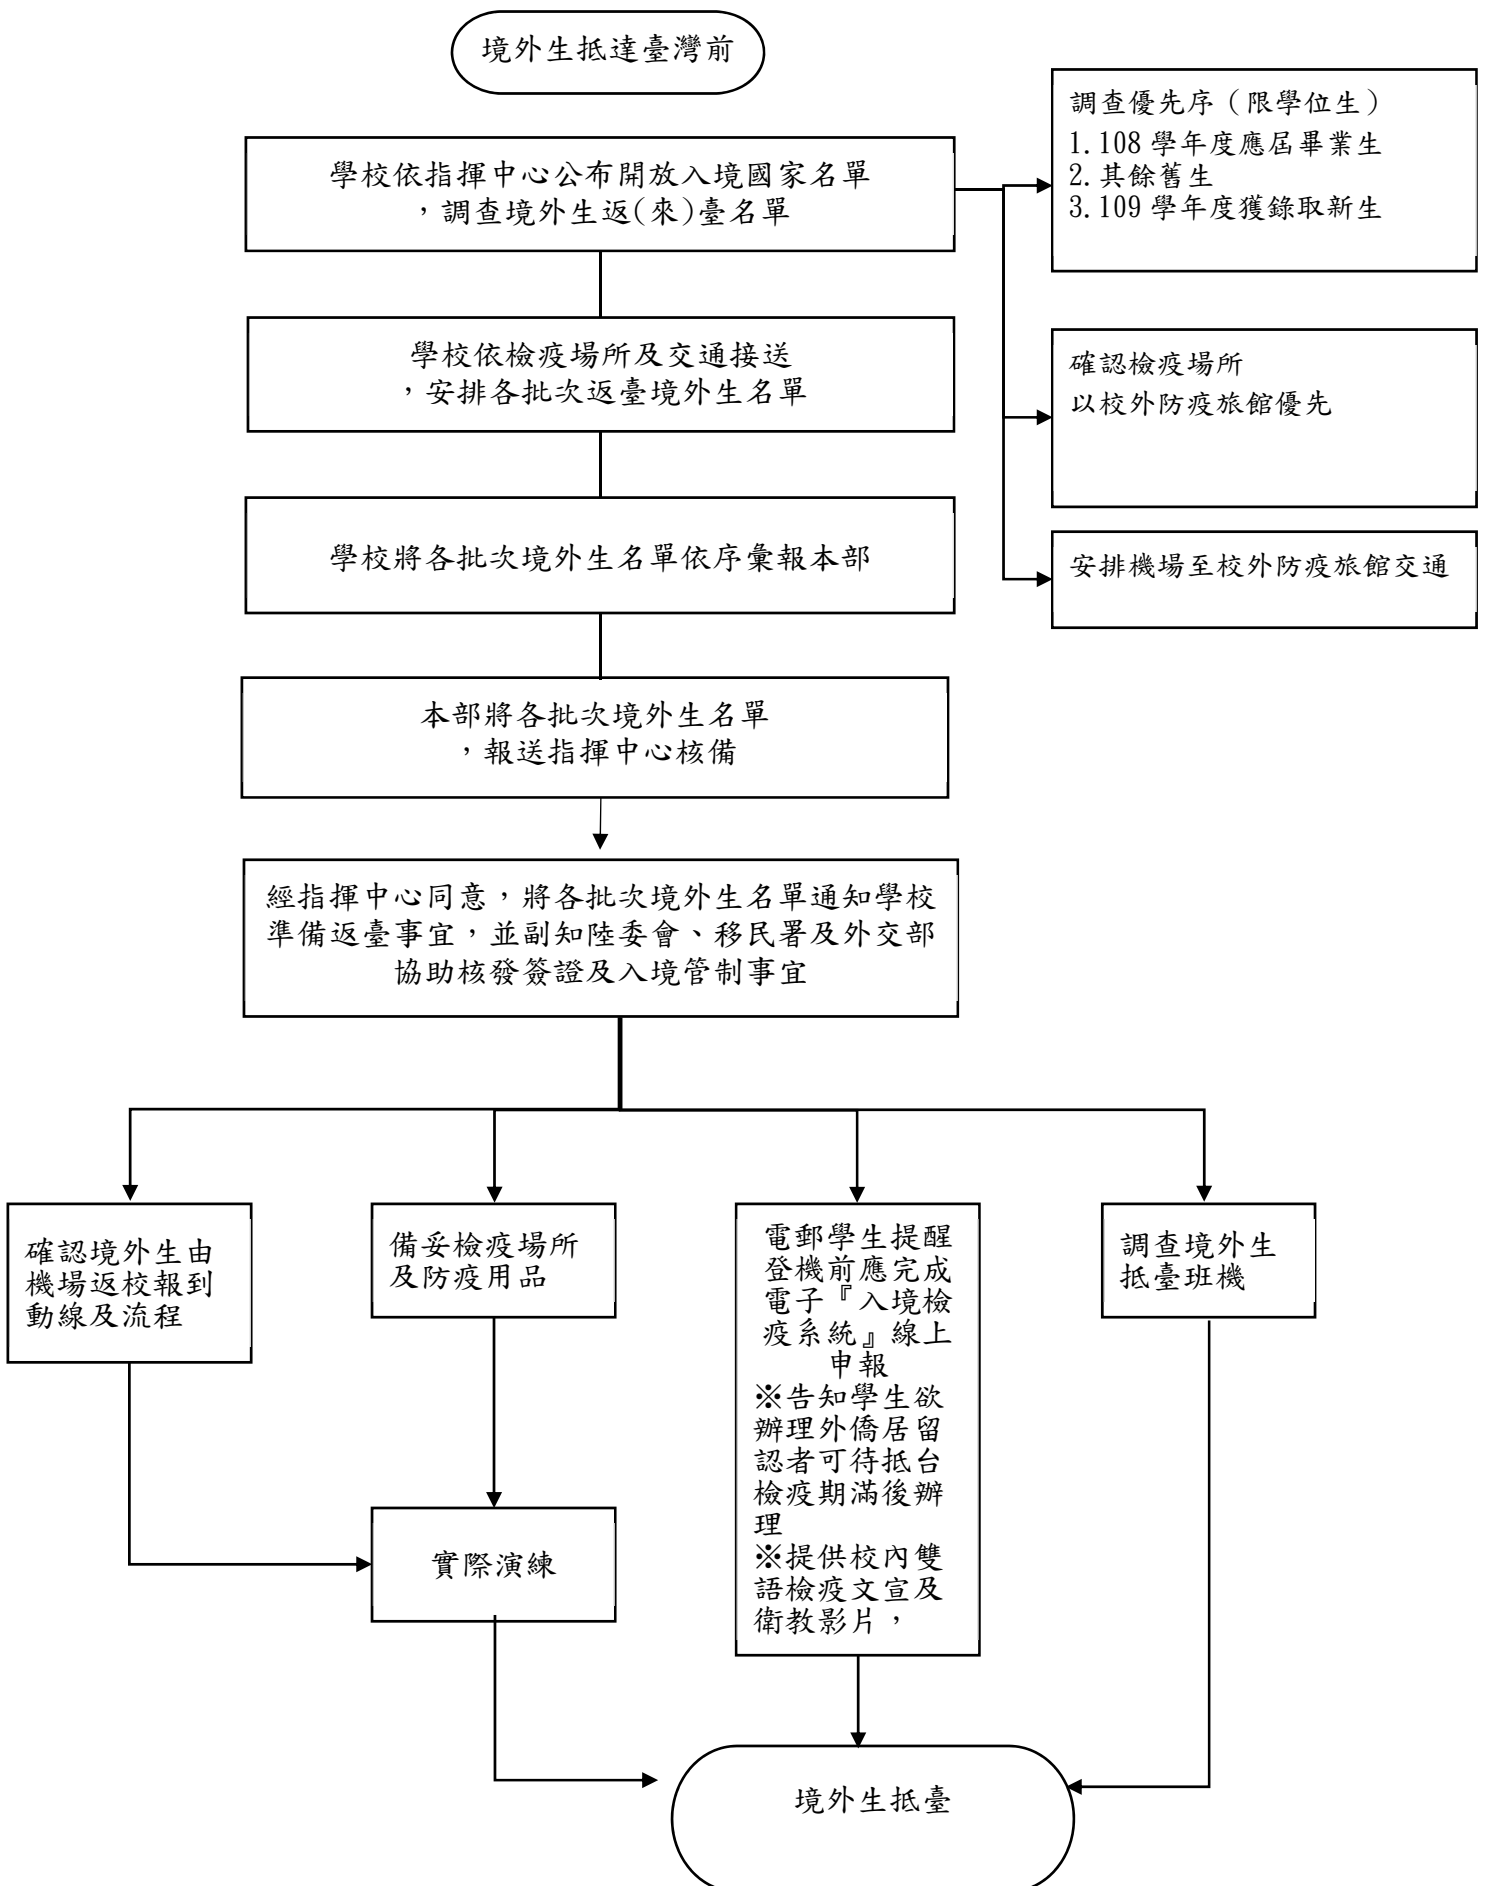 境外生抵達臺灣前
學校依指揮中心公布開放入境國家名單
，調查境外生返(來)臺名單
調查優先序（限學位生）
1.108學年度應屆畢業生
2.其餘舊生
3.109學年度獲錄取新生
學校依檢疫場所及交通接送
，安排各批次返臺境外生名單
確認檢疫場所
以校外防疫旅館優先
學校將各批次境外生名單依序彙報本部
安排機場至校外防疫旅館交通
本部將各批次境外生名單
，報送指揮中心核備
經指揮中心同意，將各批次境外生名單通知學校
準備返臺事宜，並副知陸委會、移民署及外交部
協助核發簽證及入境管制事宜
確認境外生由
機場返校報到
動線及流程
備妥檢疫場所
及防疫用品
電郵學生提醒
登機前應完成
電子『入境檢
疫系統』線上
申報
※告知學生欲
辦理外僑居留
認者可待抵台
檢疫期滿後辦
理
※提供校內雙
語檢疫文宣及
衛教影片，
調查境外生
抵臺班機
實際演練
境外生抵臺